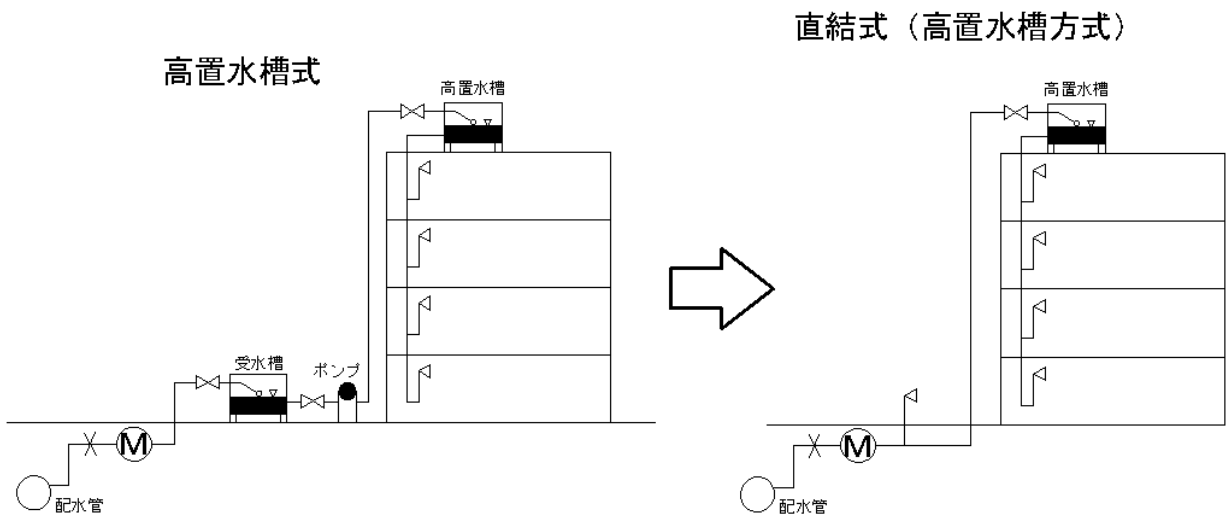 高置水槽式
高置水槽
受水槽
ポンプ
M
配水管
直結式（高置水槽方式）
高置水槽
M
配水管